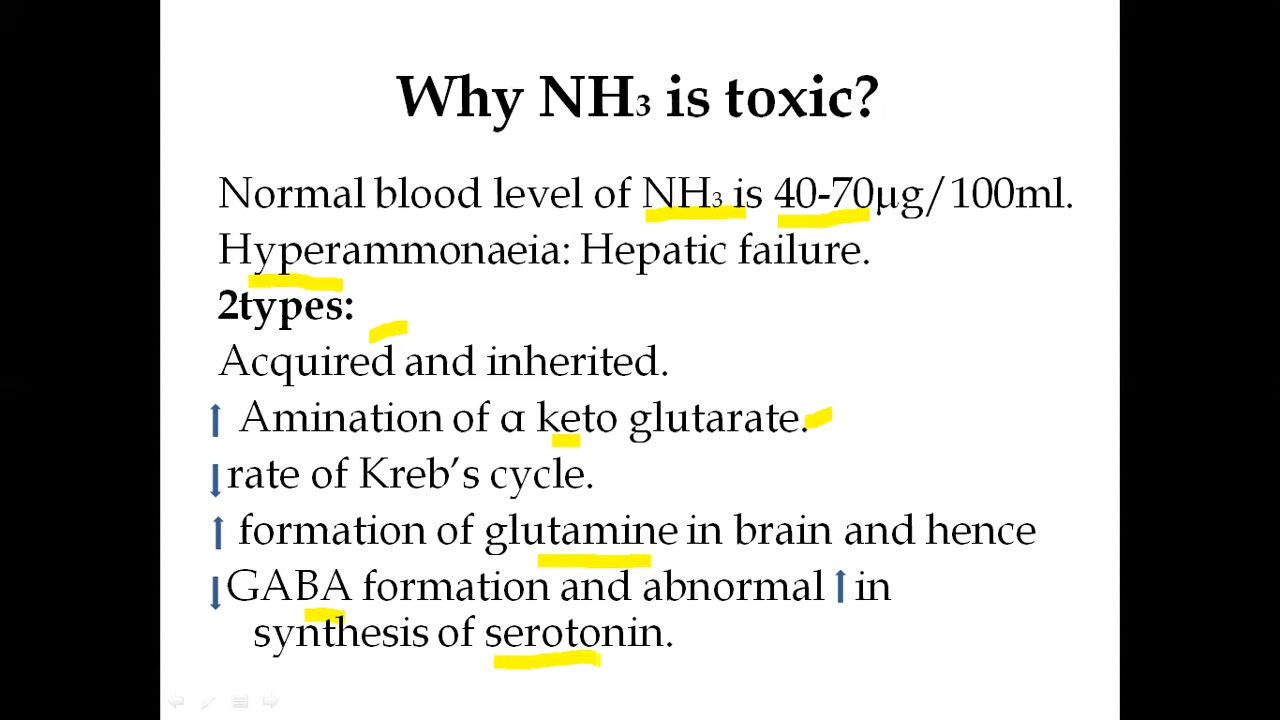 Why NH₃ is toxic?
Normal blood level of NH₃ is 40-70µg/100ml.
Hyperammonaeia: Hepatic failure.
2types:
Acquired and inherited.
↑ Amination of α keto glutarate.
↓rate of Kreb’s cycle.
↑ formation of glutamine in brain and hence
↓GABA formation and abnormal ↑in
synthesis of serotonin.